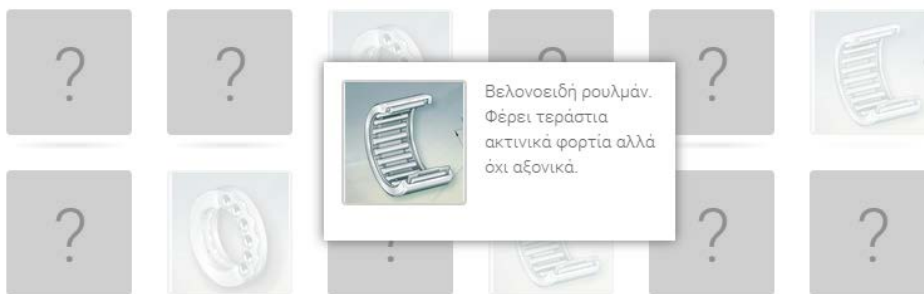 ? ? ?
Βελονοειδή ρουλμάν.
Φέρει τεράστια
ακτινικά φορτία αλλά
όχι αξονικά.
? ? ? ?